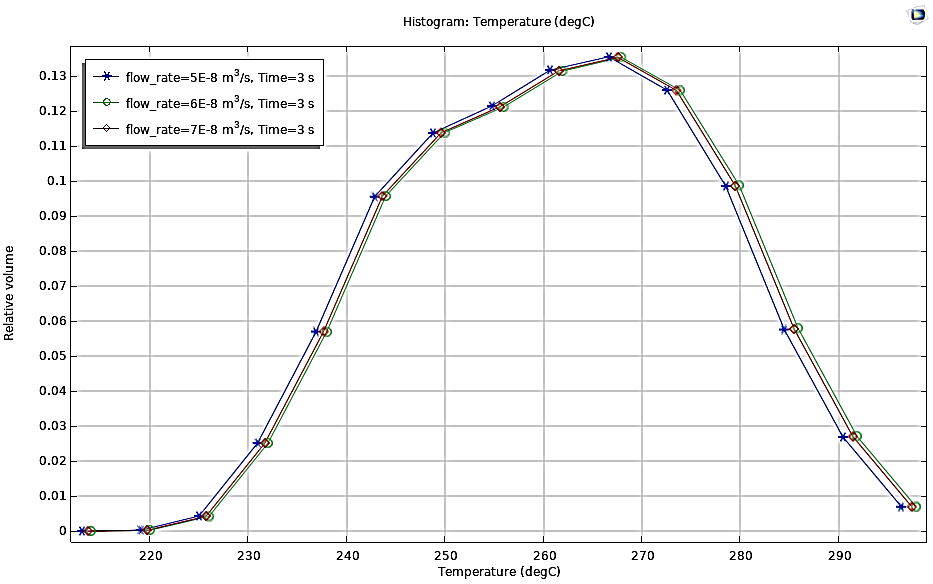 Histogram: Temperature (degC)
flow_rate=5E-8 m³/s, Time=3 s
flow_rate=6E-8 m³/s, Time=3 s
flow_rate=7E-8 m³/s, Time=3 s
0.13
0.12
0.11
0.1
0.09
0.08
0.07
0.06
0.05
0.04
0.03
0.02
0.01
0
Relative volume
220 230 240 250 260 270 280 290
Temperature (degC)